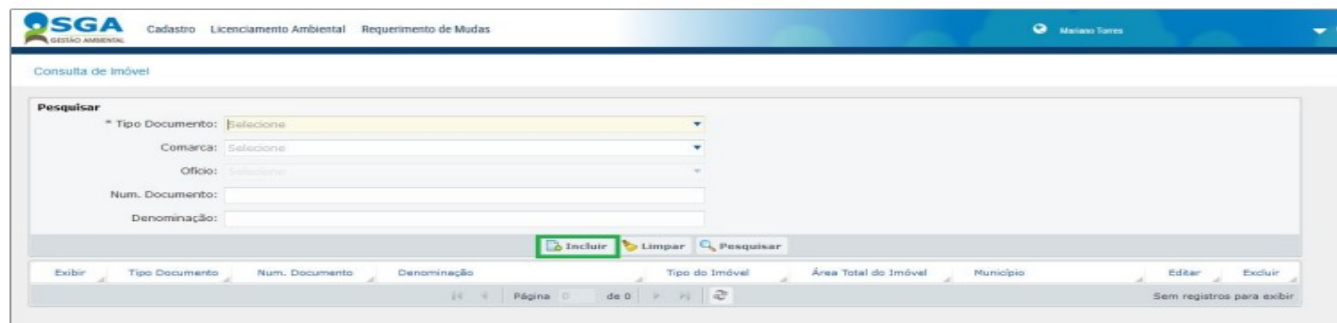 SGA
GESTÃO AMBIENTAL
Cadastro Licenciamento Ambiental Requerimento de Mudas Mariano Torres
Consulta de Imóvel
Pesquisar
* Tipo Documento: Selecione
Comarca: Selecione
Ofício: Selecione
Num. Documento:
Denominação:
Incluir Limpar Pesquisar
Exibir Tipo Documento Num. Documento Denominação Tipo do Imóvel Área Total do Imóvel Município Editar Excluir
Página 0 de 0 Sem registros para exibir